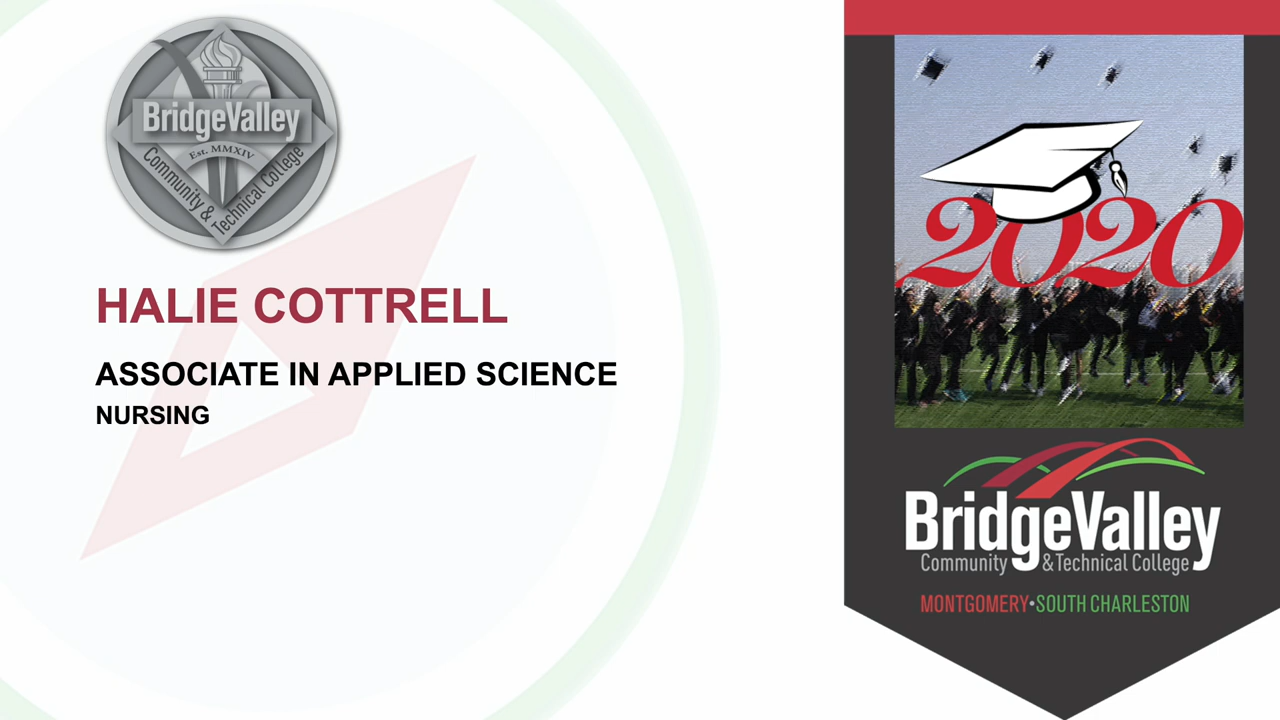 BridgeValley
Est. MMXIV
Community & Technical College
HALIE COTTRELL
ASSOCIATE IN APPLIED SCIENCE
NURSING
2020
BridgeValley
Community & Technical College
MONTGOMERY•SOUTH CHARLESTON